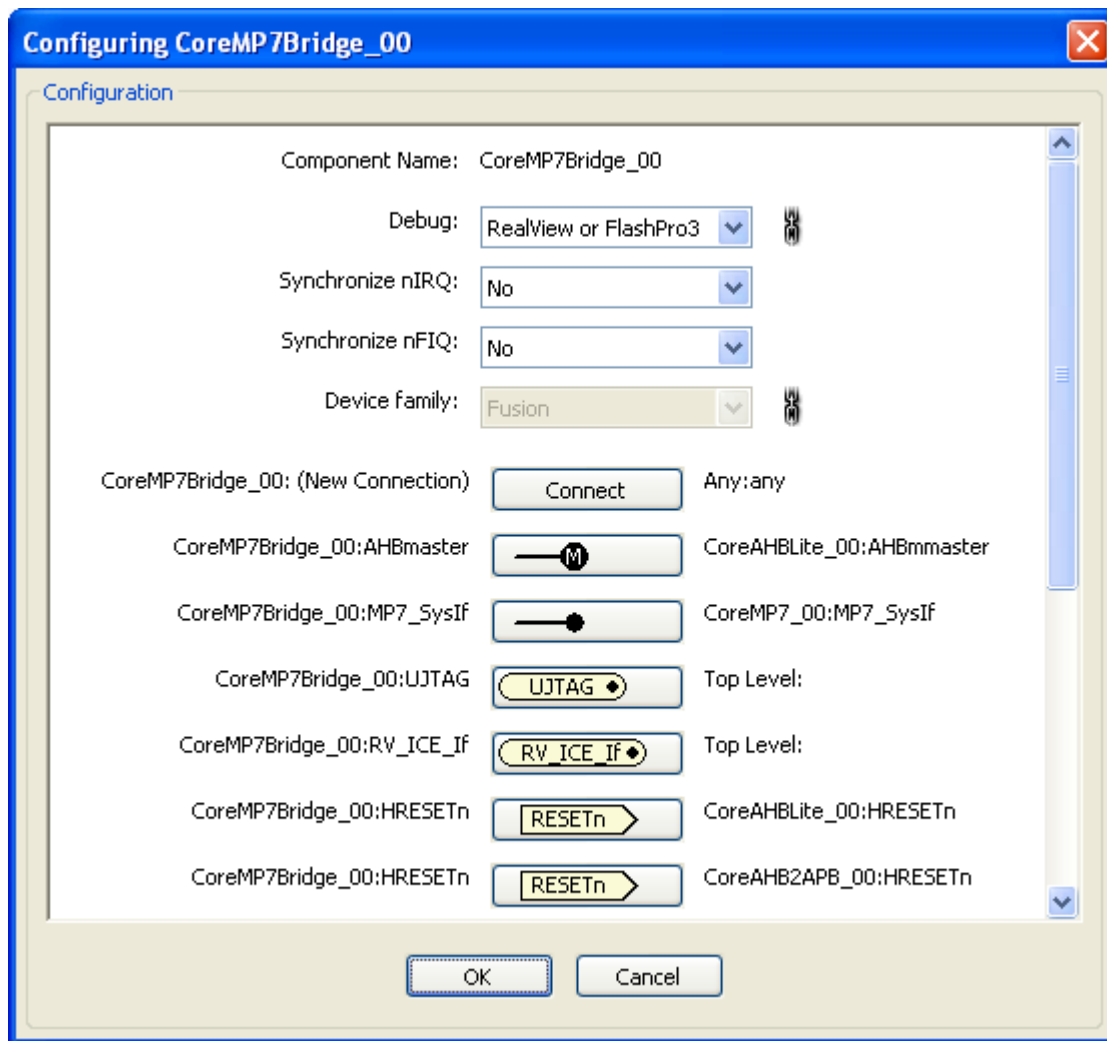 Configuring CoreMP7Bridge_00
Configuration
Component Name: CoreMP7Bridge_00
Debug: RealView or FlashPro3
Synchronize nIRQ: No
Synchronize nFIQ: No
Device family: Fusion
CoreMP7Bridge_00: (New Connection) Connect Any:any
CoreMP7Bridge_00:AHBmaster M CoreAHBLite_00:AHBmmaster
CoreMP7Bridge_00:MP7_SysIf CoreMP7_00:MP7_SysIf
CoreMP7Bridge_00:UJTAG UJTAG Top Level:
CoreMP7Bridge_00:RV_ICE_If RV_ICE_If Top Level:
CoreMP7Bridge_00:HRESETn RESETn CoreAHBLite_00:HRESETn
CoreMP7Bridge_00:HRESETn RESETn CoreAHB2APB_00:HRESETn
OK Cancel